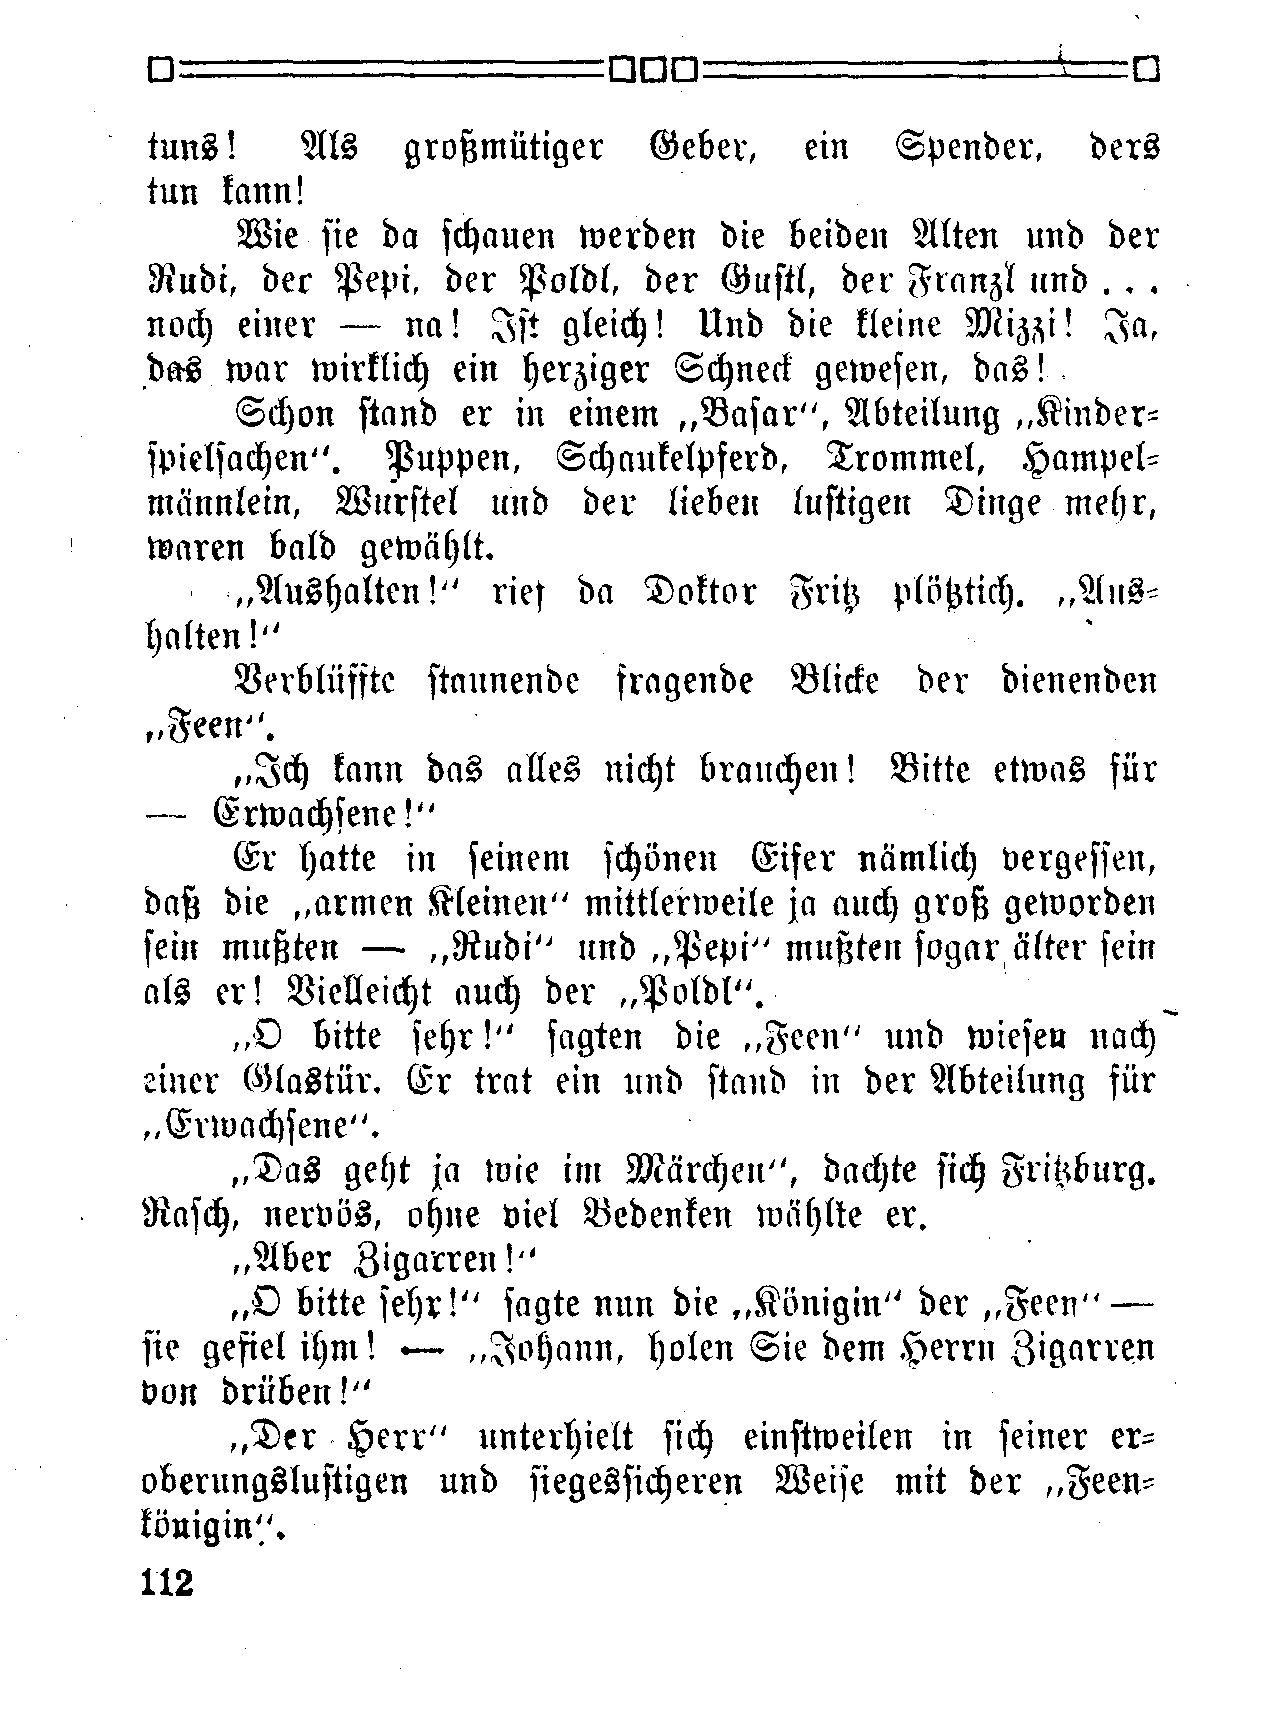 tuns! Als großmütiger Geber, ein Spender, ders
tun kann!
Wie sie da schauen werden die beiden Alten und der
Rudi, der Pepi, der Poldl, der Gustl, der Franzl und . . .
noch einer — na! Ist gleich! Und die kleine Mizzi! Ja,
das war wirklich ein herziger Schneck gewesen, das!
Schon stand er in einem „Basar“, Abteilung „Kinder-
spielsachen“. Puppen, Schaukelpferd, Trommel, Hampel-
männlein, Wurstel und der lieben lustigen Dinge mehr,
waren bald gewählt.
„Aushalten!“ rief da Doktor Fritz plötzlich. „Aus-
halten!“
Verblüffte staunende fragende Blicke der dienenden
„Feen“.
„Ich kann das alles nicht brauchen! Bitte etwas für
— Erwachsene!“
Er hatte in seinem schönen Eifer nämlich vergessen,
daß die „armen Kleinen“ mittlerweile ja auch groß geworden
sein mußten — „Rudi“ und „Pepi“ mußten sogar älter sein
als er! Vielleicht auch der „Poldl“.
„O bitte sehr!“ sagten die „Feen“ und wiesen nach
einer Glastür. Er trat ein und stand in der Abteilung für
„Erwachsene“.
„Das geht ja wie im Märchen“, dachte sich Fritzburg.
Rasch, nervös, ohne viel Bedenken wählte er.
„Aber Zigarren!“
„O bitte sehr!“ sagte nun die „Königin“ der „Feen“ —
sie gefiel ihm! — „Johann, holen Sie dem Herrn Zigarren
von drüben!“
„Der Herr“ unterhielt sich einstweilen in seiner er-
oberungslustigen und siegessicheren Weise mit der „Feen-
königin“.
112